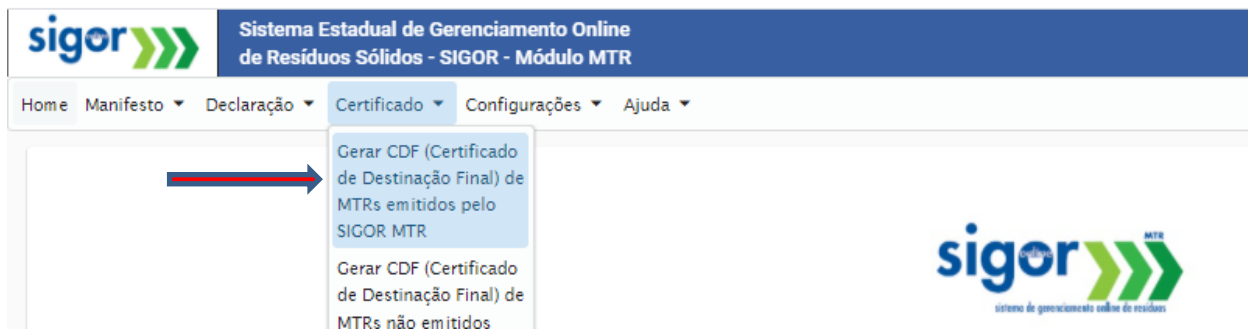 sigor
online
Sistema Estadual de Gerenciamento Online
de Resíduos Sólidos - SIGOR - Módulo MTR
Home Manifesto Declaração Certificado Configurações Ajuda
Gerar CDF (Certificado
de Destinação Final) de
MTRs emitidos pelo
SIGOR MTR
Gerar CDF (Certificado
de Destinação Final) de
MTRs não emitidos
MTR
sigor
online
sistema de gerenciamento online de resíduos